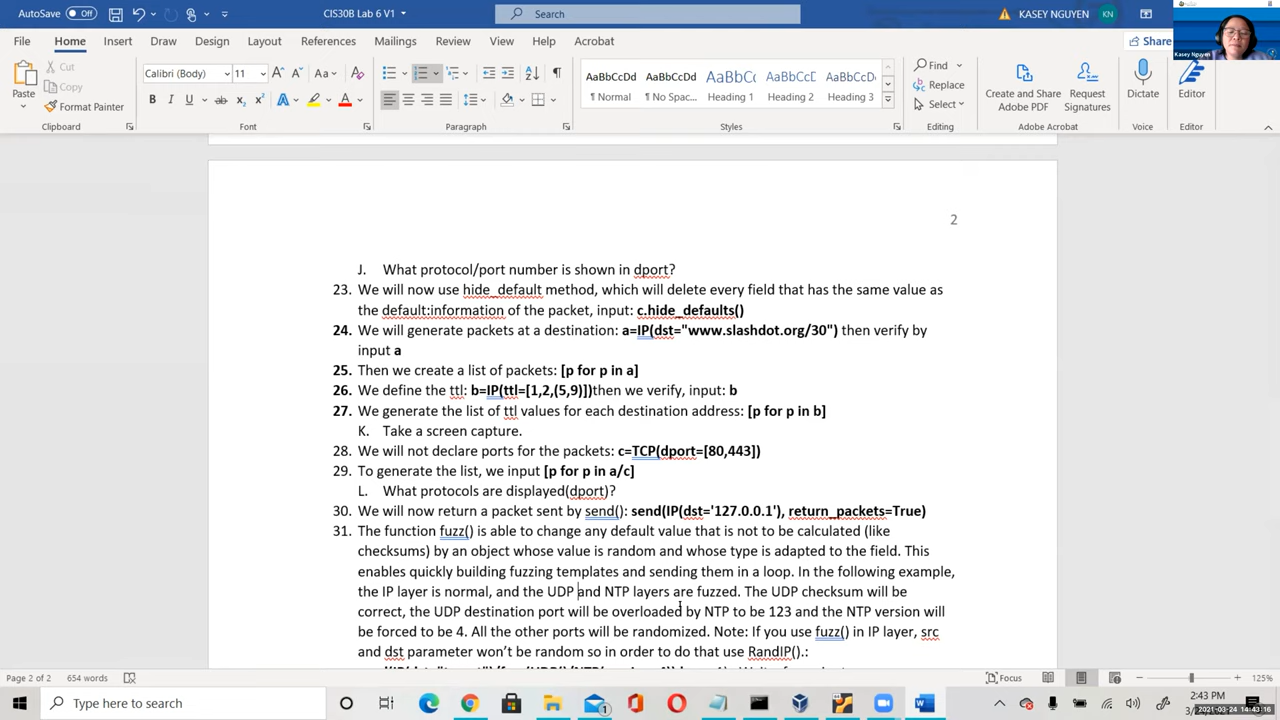 AutoSave Off CIS30B Lab 6 V1 Search KASEY NGUYEN KN
Kasey Nguyen
File Home Insert Draw Design Layout References Mailings Review View Help Acrobat Share
Paste Cut Copy Format Painter
Calibri (Body) 11
AaBbCcDd AaBbCcDd AaBbCc AaBbCcD AaBbCcD
¶ Normal ¶ No Spac... Heading 1 Heading 2 Heading 3
Find Replace Select
Create and Share Adobe PDF Request Signatures Dictate Editor
Clipboard Font Paragraph Styles Editing Adobe Acrobat Voice Editor
2
J. What protocol/port number is shown in dport?
23. We will now use hide_default method, which will delete every field that has the same value as
the default:information of the packet, input: c.hide_defaults()
24. We will generate packets at a destination: a=IP(dst="www.slashdot.org/30") then verify by
input a
25. Then we create a list of packets: [p for p in a]
26. We define the ttl: b=IP(ttl=[1,2,(5,9)])then we verify, input: b
27. We generate the list of ttl values for each destination address: [p for p in b]
K. Take a screen capture.
28. We will not declare ports for the packets: c=TCP(dport=[80,443])
29. To generate the list, we input [p for p in a/c]
L. What protocols are displayed(dport)?
30. We will now return a packet sent by send(): send(IP(dst='127.0.0.1'), return_packets=True)
31. The function fuzz() is able to change any default value that is not to be calculated (like
checksums) by an object whose value is random and whose type is adapted to the field. This
enables quickly building fuzzing templates and sending them in a loop. In the following example,
the IP layer is normal, and the UDP and NTP layers are fuzzed. The UDP checksum will be
correct, the UDP destination port will be overloaded by NTP to be 123 and the NTP version will
be forced to be 4. All the other ports will be randomized. Note: If you use fuzz() in IP layer, src
and dst parameter won't be random so in order to do that use RandIP().:
Page 2 of 2 654 words Focus 125%
Type here to search 2:43 PM
2021-03-24 14:43:16